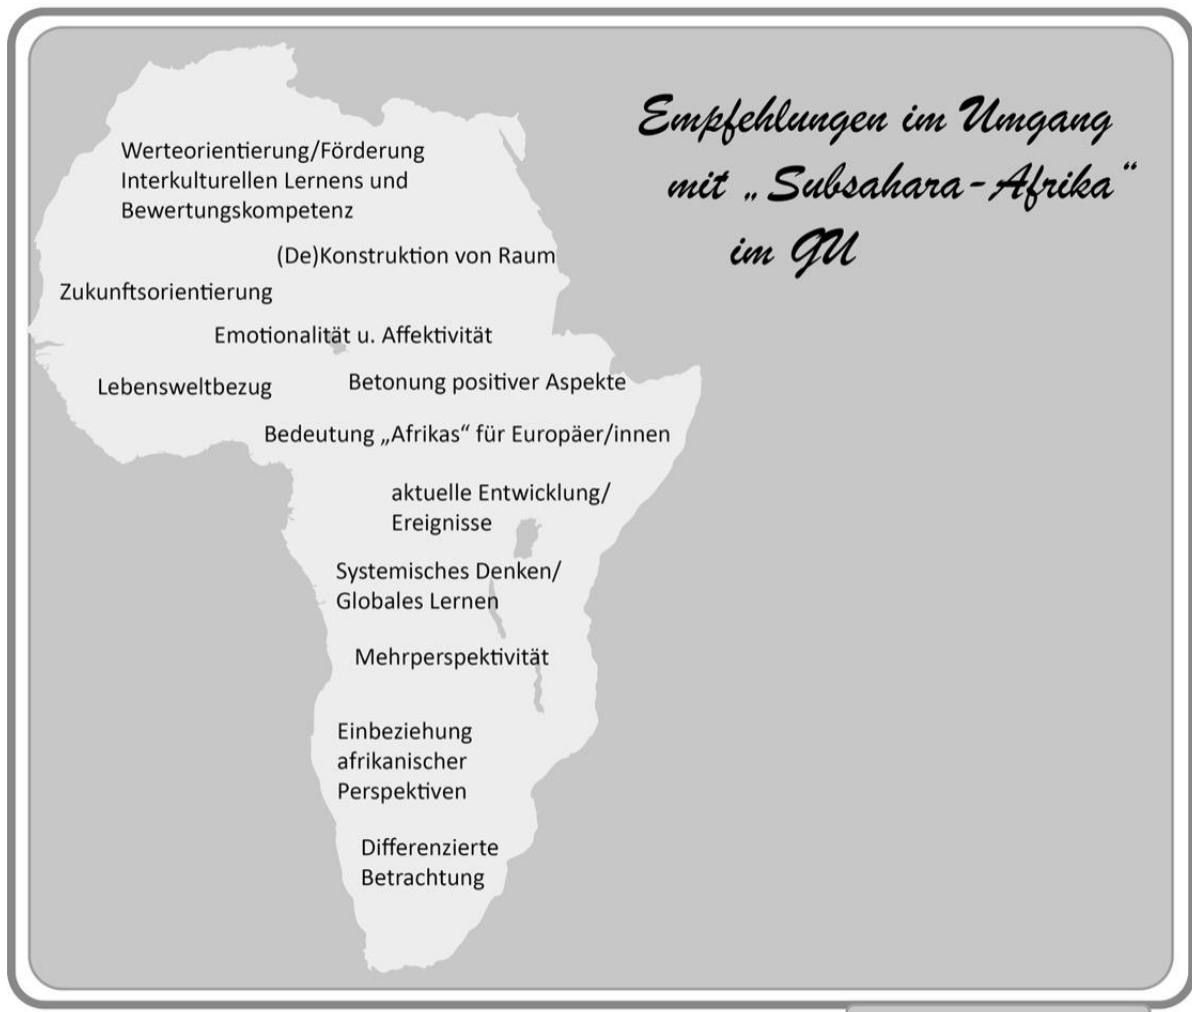 Empfehlungen im Umgang
mit „Subsahara-Afrika“
im GU
Werteorientierung/Förderung
Interkulturellen Lernens und
Bewertungskompetenz
(De)Konstruktion von Raum
Zukunftsorientierung
Emotionalität u. Affektivität
Lebensweltbezug
Betonung positiver Aspekte
Bedeutung „Afrikas“ für Europäer/innen
aktuelle Entwicklung/
Ereignisse
Systemisches Denken/
Globales Lernen
Mehrperspektivität
Einbeziehung
afrikanischer
Perspektiven
Differenzierte
Betrachtung